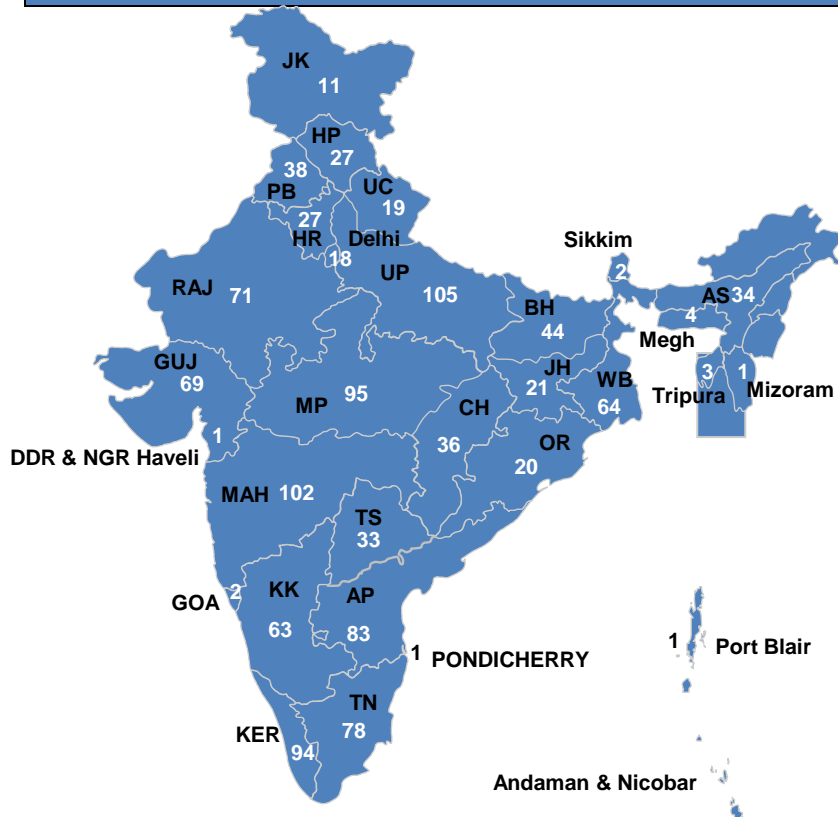 JK
11
HP
27
38
PB
UC
19
27
HR
Delhi
18
Sikkim
2
RAJ
71
UP
105
AS 34
4
BH
44
Megh
GUJ
69
MP
95
JH
21
WB
64
3
Tripura
1
Mizoram
CH
36
1
DDR & NGR Haveli
OR
20
MAH 102
TS
33
2
GOA
KK
63
AP
83
1 PONDICHERRY
1 Port Blair
TN
78
KER
94
Andaman & Nicobar